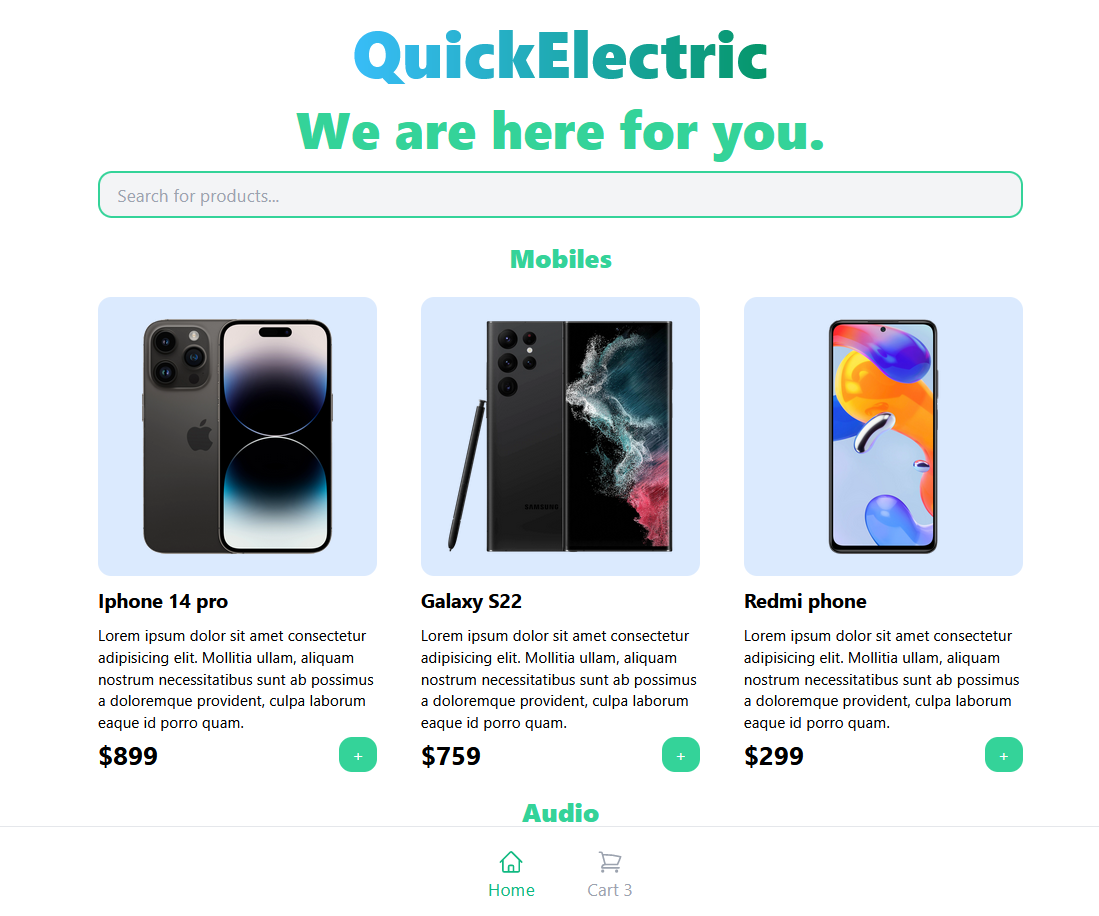 QuickElectric
We are here for you.
Search for products...
Mobiles
SAMSUNG
Iphone 14 pro
Lorem ipsum dolor sit amet consectetur
adipisicing elit. Mollitia ullam, aliquam
nostrum necessitatibus sunt ab possimus
a doloremque provident, culpa laborum
eaque id porro quam.
$899
+
Galaxy S22
Lorem ipsum dolor sit amet consectetur
adipisicing elit. Mollitia ullam, aliquam
nostrum necessitatibus sunt ab possimus
a doloremque provident, culpa laborum
eaque id porro quam.
$759
+
Redmi phone
Lorem ipsum dolor sit amet consectetur
adipisicing elit. Mollitia ullam, aliquam
nostrum necessitatibus sunt ab possimus
a doloremque provident, culpa laborum
eaque id porro quam.
$299
+
Audio
Home
Cart 3